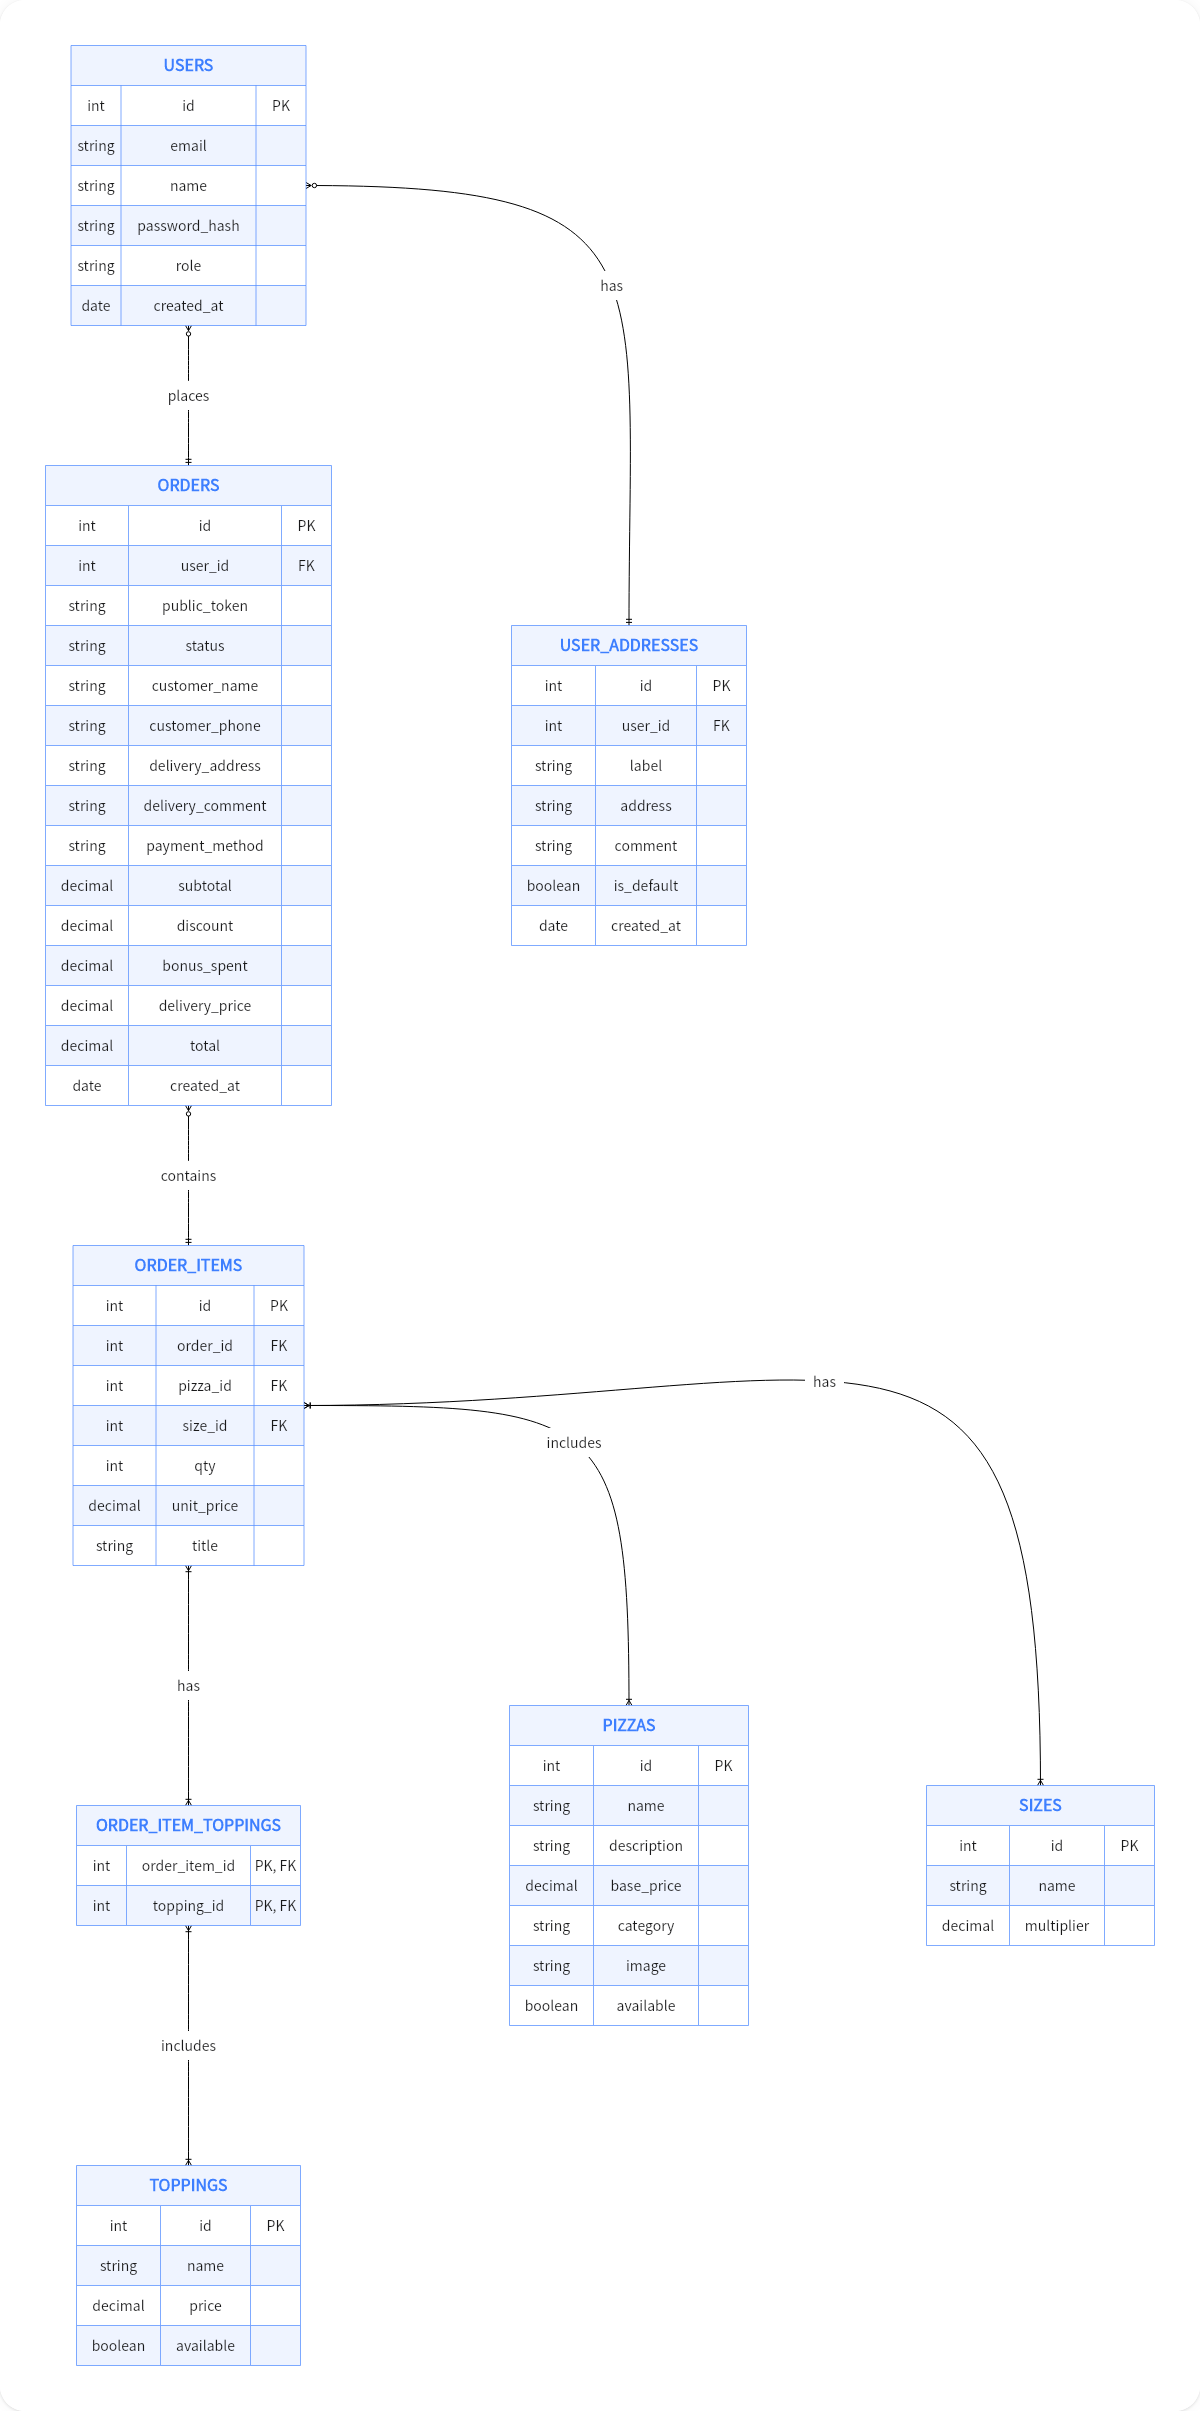 USERS
int id PK
string email
string name
string password_hash
string role
date created_at
has
places
ORDERS
int id PK
int user_id FK
string public_token
string status
string customer_name
string customer_phone
string delivery_address
string delivery_comment
string payment_method
decimal subtotal
decimal discount
decimal bonus_spent
decimal delivery_price
decimal total
date created_at
USER_ADDRESSES
int id PK
int user_id FK
string label
string address
string comment
boolean is_default
date created_at
contains
ORDER_ITEMS
int id PK
int order_id FK
int pizza_id FK
int size_id FK
int qty
decimal unit_price
string title
has
includes
has
PIZZAS
int id PK
string name
string description
decimal base_price
string category
string image
boolean available
SIZES
int id PK
string name
decimal multiplier
ORDER_ITEM_TOPPINGS
int order_item_id PK, FK
int topping_id PK, FK
includes
TOPPINGS
int id PK
string name
decimal price
boolean available